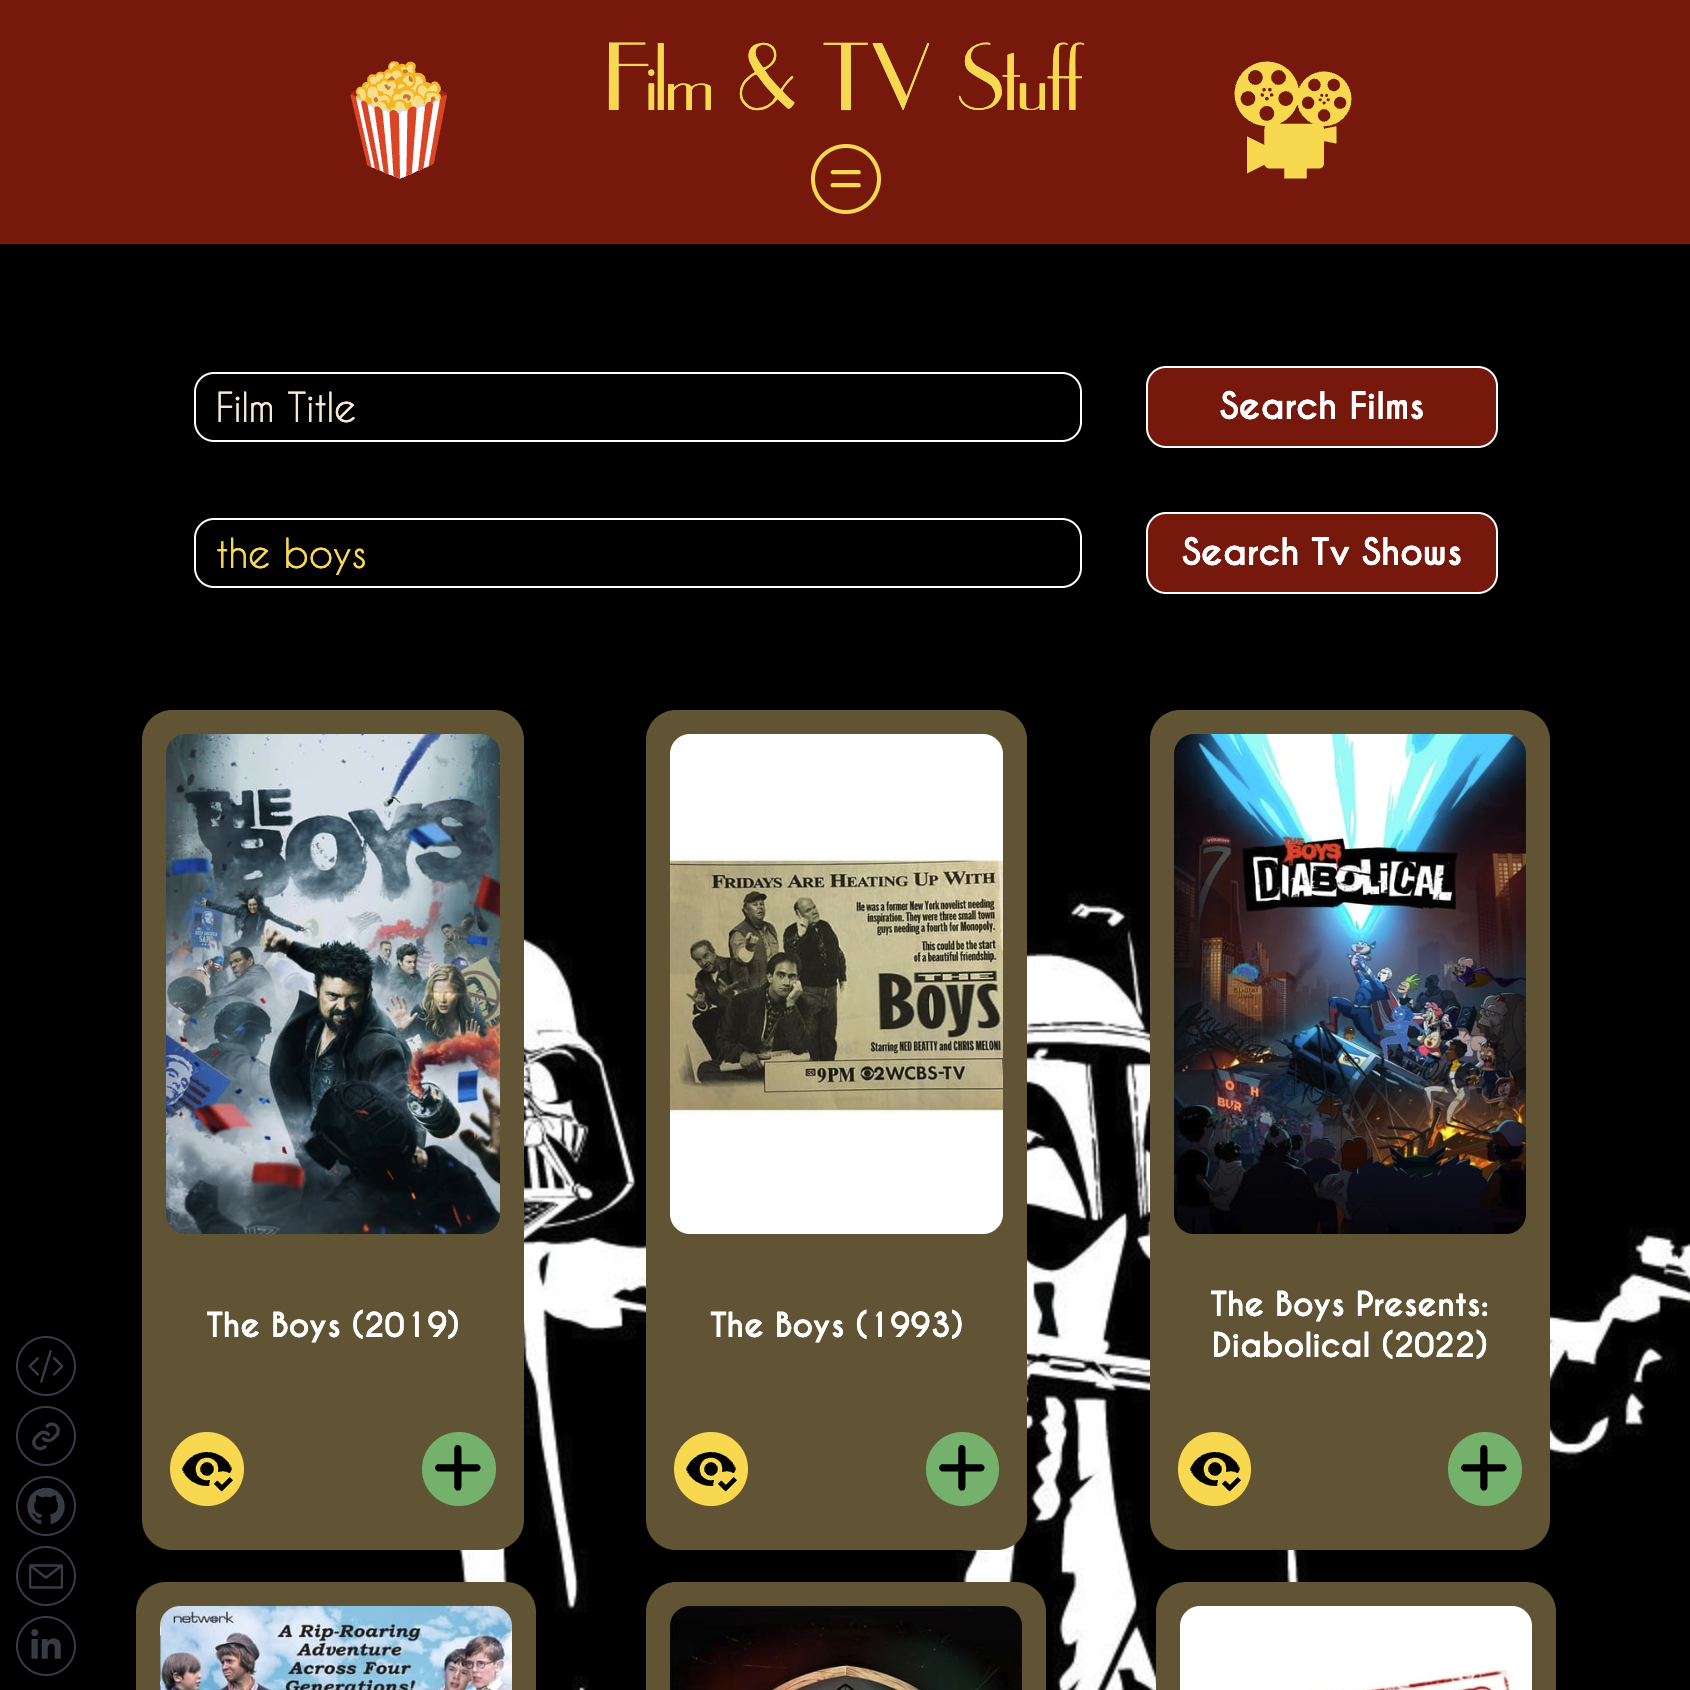 Film & TV Stuff
Film Title
Search Films
the boys
Search Tv Shows
THE
BOYS
FRIDAYS ARE HEATING UP WITH
He was a former New York novelist needing
inspiration. They were three small town
guys needing a fourth for Monopoly.
This could be the start
of a beautiful friendship.
THE
Boys
Starring NED BEATTY and CHRIS MELONI
9PM 2WCBS-TV
7
THE
BOYS
DIABOLICAL
The Boys (2019)
The Boys (1993)
The Boys Presents:
Diabolical (2022)
in
network
A Rip-Roaring
Adventure
Across Four
Generations!